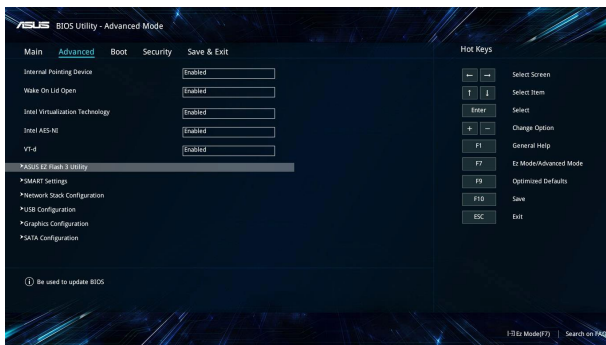 ASUS BIOS Utility - Advanced Mode
Main Advanced Boot Security Save & Exit
Internal Pointing Device Enabled
Wake On Lid Open Enabled
Intel Virtualization Technology Enabled
Intel AES-NI Enabled
VT-d Enabled
ASUS EZ Flash 3 Utility
SMART Settings
Network Stack Configuration
USB Configuration
Graphics Configuration
SATA Configuration
Be used to update BIOS
Hot Keys
← → Select Screen
↑ ↓ Select Item
Enter Select
+ − Change Option
F1 General Help
F7 Ez Mode/Advanced Mode
F9 Optimized Defaults
F10 Save
ESC Exit
Ez Mode(F7) | Search on FAQ